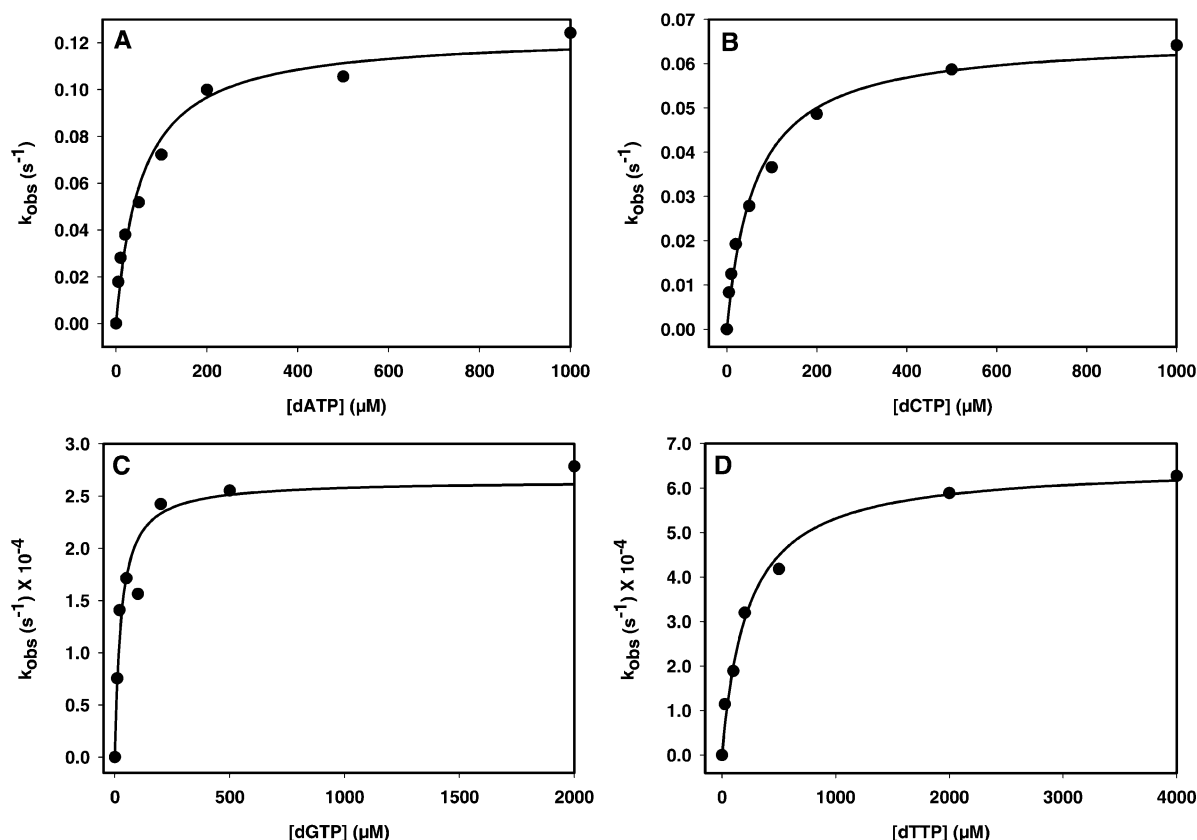 A
0.12
0.10
0.08
0.06
0.04
0.02
0.00
k_obs (s^-1)
0 200 400 600 800 1000
[dATP] (µM)
B
0.07
0.06
0.05
0.04
0.03
0.02
0.01
0.00
k_obs (s^-1)
0 200 400 600 800 1000
[dCTP] (µM)
C
3.0
2.5
2.0
1.5
1.0
0.5
0.0
k_obs (s^-1) X 10^-4
0 500 1000 1500 2000
[dGTP] (µM)
D
7.0
6.0
5.0
4.0
3.0
2.0
1.0
0.0
k_obs (s^-1) X 10^-4
0 1000 2000 3000 4000
[dTTP] (µM)